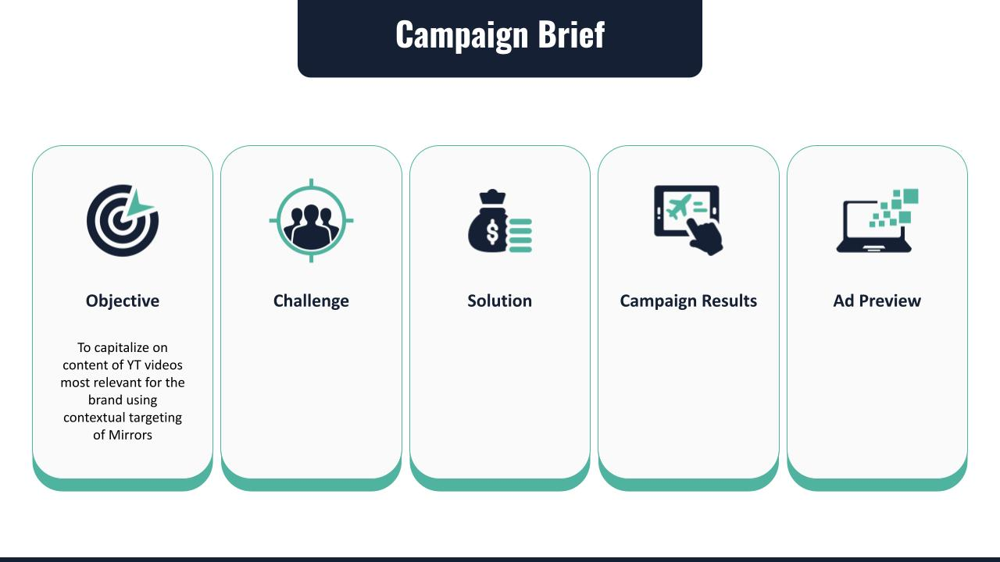 Campaign Brief
Objective
To capitalize on
content of YT videos
most relevant for the
brand using
contextual targeting
of Mirrors
Challenge
Solution
$
Campaign Results
Ad Preview